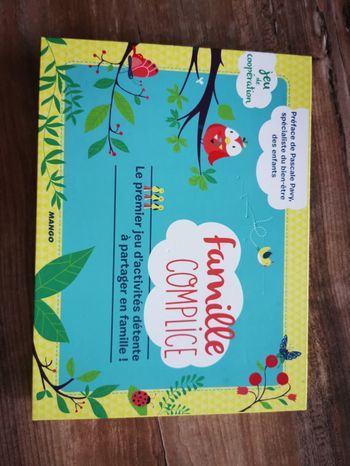 jeu
de
coopération
Préface de Pascale Pavy,
spécialiste du bien-être
des enfants
famille
COMPLICE
Le premier jeu d'activités détente
à partager en famille !
MANGO